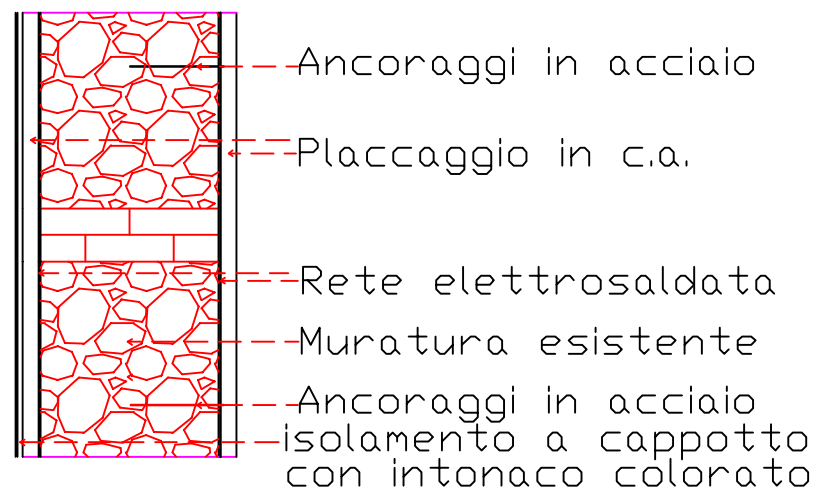 Ancoraggi in acciaio
Placcaggio in c.a.
Rete elettrosaldata
Muratura esistente
Ancoraggi in acciaio
isolamento a cappotto
con intonaco colorato